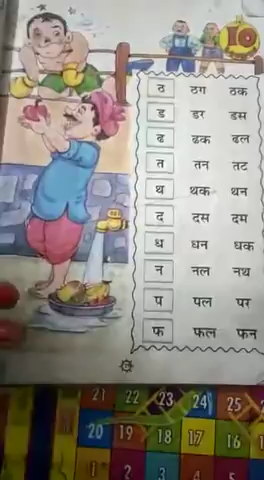 10
ठ ठग ठक
ड डर डस
ढ ढक ढल
त तन तट
थ थक थन
द दस दम
ध धन धक
न नल नथ
प पल पर
फ फल फन
21 22 23 24 25
20 19 18 17 16
1 2 3 4 5